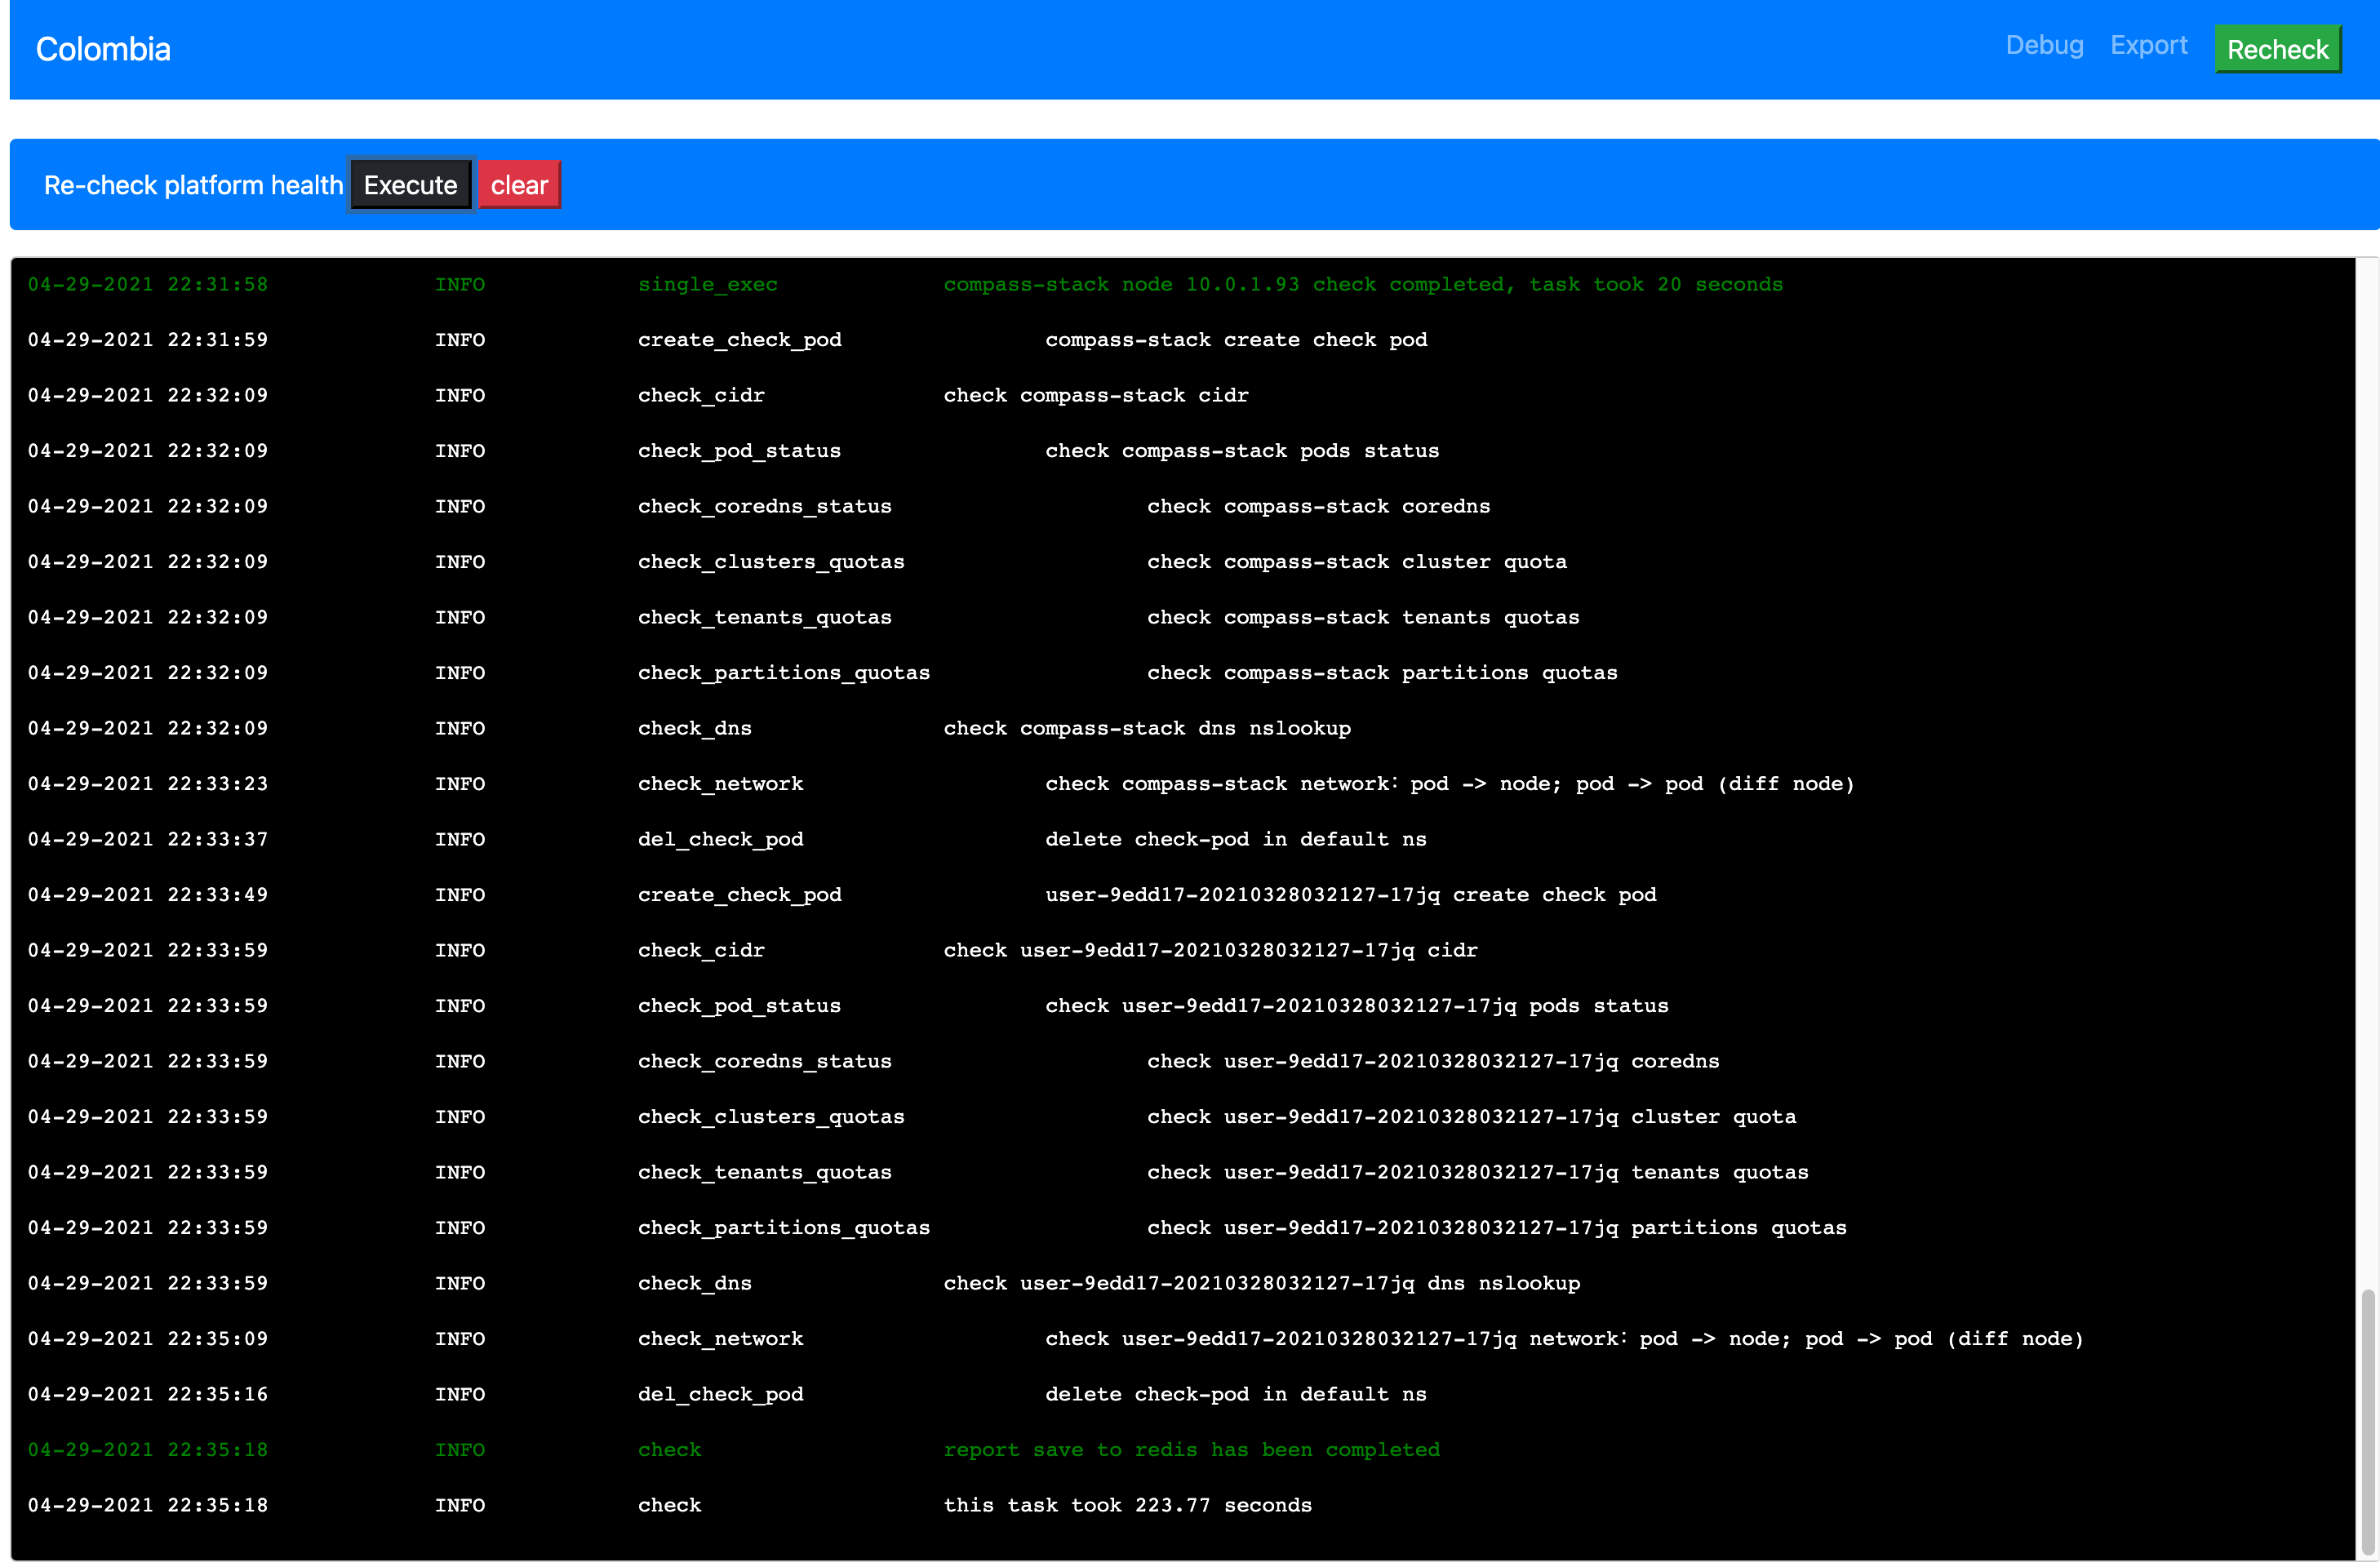 Colombia Debug Export Recheck
Re-check platform health Execute clear
04-29-2021 22:31:58 INFO single_exec compass-stack node 10.0.1.93 check completed, task took 20 seconds
04-29-2021 22:31:59 INFO create_check_pod compass-stack create check pod
04-29-2021 22:32:09 INFO check_cidr check compass-stack cidr
04-29-2021 22:32:09 INFO check_pod_status check compass-stack pods status
04-29-2021 22:32:09 INFO check_coredns_status check compass-stack coredns
04-29-2021 22:32:09 INFO check_clusters_quotas check compass-stack cluster quota
04-29-2021 22:32:09 INFO check_tenants_quotas check compass-stack tenants quotas
04-29-2021 22:32:09 INFO check_partitions_quotas check compass-stack partitions quotas
04-29-2021 22:32:09 INFO check_dns check compass-stack dns nslookup
04-29-2021 22:33:23 INFO check_network check compass-stack network: pod -> node; pod -> pod (diff node)
04-29-2021 22:33:37 INFO del_check_pod delete check-pod in default ns
04-29-2021 22:33:49 INFO create_check_pod user-9edd17-20210328032127-17jq create check pod
04-29-2021 22:33:59 INFO check_cidr check user-9edd17-20210328032127-17jq cidr
04-29-2021 22:33:59 INFO check_pod_status check user-9edd17-20210328032127-17jq pods status
04-29-2021 22:33:59 INFO check_coredns_status check user-9edd17-20210328032127-17jq coredns
04-29-2021 22:33:59 INFO check_clusters_quotas check user-9edd17-20210328032127-17jq cluster quota
04-29-2021 22:33:59 INFO check_tenants_quotas check user-9edd17-20210328032127-17jq tenants quotas
04-29-2021 22:33:59 INFO check_partitions_quotas check user-9edd17-20210328032127-17jq partitions quotas
04-29-2021 22:33:59 INFO check_dns check user-9edd17-20210328032127-17jq dns nslookup
04-29-2021 22:35:09 INFO check_network check user-9edd17-20210328032127-17jq network: pod -> node; pod -> pod (diff node)
04-29-2021 22:35:16 INFO del_check_pod delete check-pod in default ns
04-29-2021 22:35:18 INFO check report save to redis has been completed
04-29-2021 22:35:18 INFO check this task took 223.77 seconds